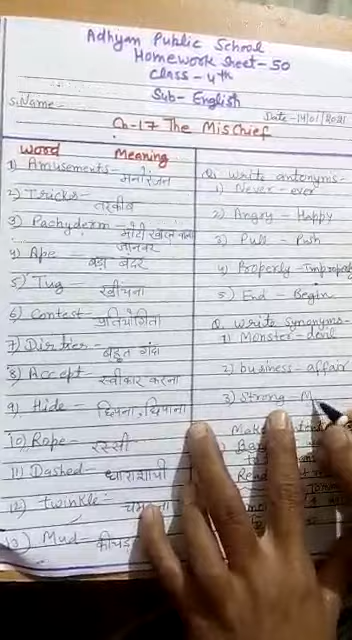 Adhyan Public School
Homework Sheet-50
Class - 4th
Sub- English
S.Name -
Date-14/01/2021
Ch-17 The Mischief
Word Meaning
1) Amusements - मनोरंजन
2) Tricks - तरकीब
3) Pachyderm - मोटी खाल वाला
जानवर
4) Ape - बड़ा बंदर
5) Tug - खींचना
6) Contest - प्रतियोगिता
7) Dirtier - बहुत गंदा
8) Accept - स्वीकार करना
9) Hide - छिपना, छिपाना
10) Rope - रस्सी
11) Dashed - धाराशायी
12) twinkle -
13) Mud - कीचड़
Q. write antonyms -
1) Never - ever
2) Angry - Happy
3) Pull - Push
4) Properly - Improperly
5) End - Begin
Q. write synonyms -
1) Monster - devil
2) business - affair
3) Strong - M